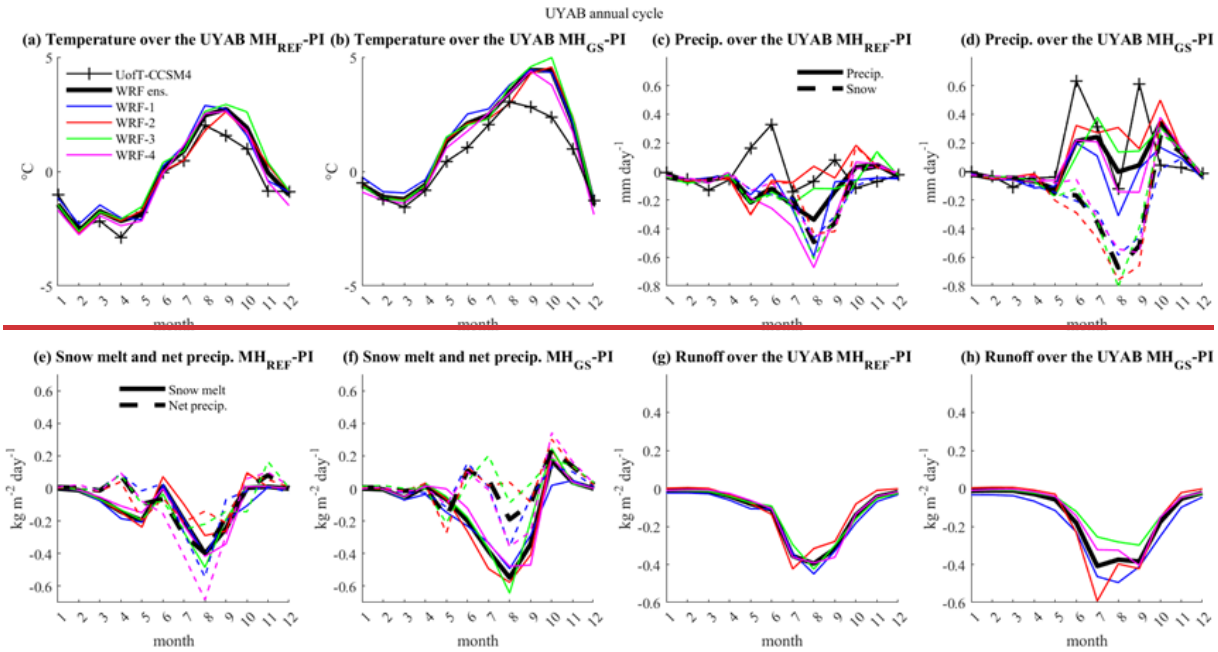 UYAB annual cycle
(a) Temperature over the UYAB MH_REF-PI
(b) Temperature over the UYAB MH_GS-PI
(c) Precip. over the UYAB MH_REF-PI
(d) Precip. over the UYAB MH_GS-PI
5
0
-5
°C
UofT-CCSM4
WRF ens.
WRF-1
WRF-2
WRF-3
WRF-4
1 2 3 4 5 6 7 8 9 10 11 12
month
5
0
-5
°C
1 2 3 4 5 6 7 8 9 10 11 12
month
0.8
0.6
0.4
0.2
0
-0.2
-0.4
-0.6
-0.8
mm day-1
Precip.
Snow
1 2 3 4 5 6 7 8 9 10 11 12
month
0.8
0.6
0.4
0.2
0
-0.2
-0.4
-0.6
-0.8
mm day-1
1 2 3 4 5 6 7 8 9 10 11 12
month
(e) Snow melt and net precip. MH_REF-PI
(f) Snow melt and net precip. MH_GS-PI
(g) Runoff over the UYAB MH_REF-PI
(h) Runoff over the UYAB MH_GS-PI
0.6
0.4
0.2
0
-0.2
-0.4
-0.6
kg m-2 day-1
Snow melt
Net precip.
1 2 3 4 5 6 7 8 9 10 11 12
month
0.6
0.4
0.2
0
-0.2
-0.4
-0.6
kg m-2 day-1
1 2 3 4 5 6 7 8 9 10 11 12
month
0.4
0.2
0
-0.2
-0.4
-0.6
kg m-2 day-1
1 2 3 4 5 6 7 8 9 10 11 12
month
0.4
0.2
0
-0.2
-0.4
-0.6
kg m-2 day-1
1 2 3 4 5 6 7 8 9 10 11 12
month